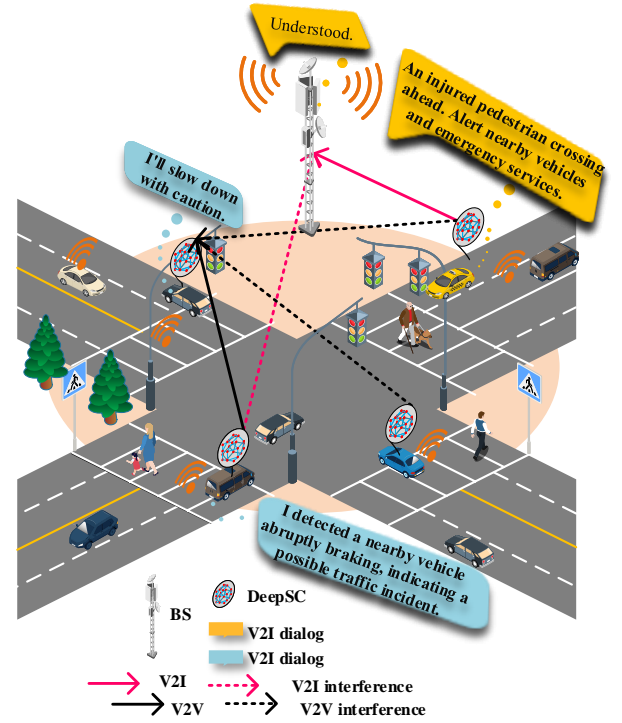 Understood.
An injured pedestrian crossing
ahead. Alert nearby vehicles
and emergency services.
I'll slow down
with caution.
I detected a nearby vehicle
abruptly braking, indicating a
possible traffic incident.
BS
DeepSC
V2I dialog
V2I dialog
V2I
V2I interference
V2V
V2V interference